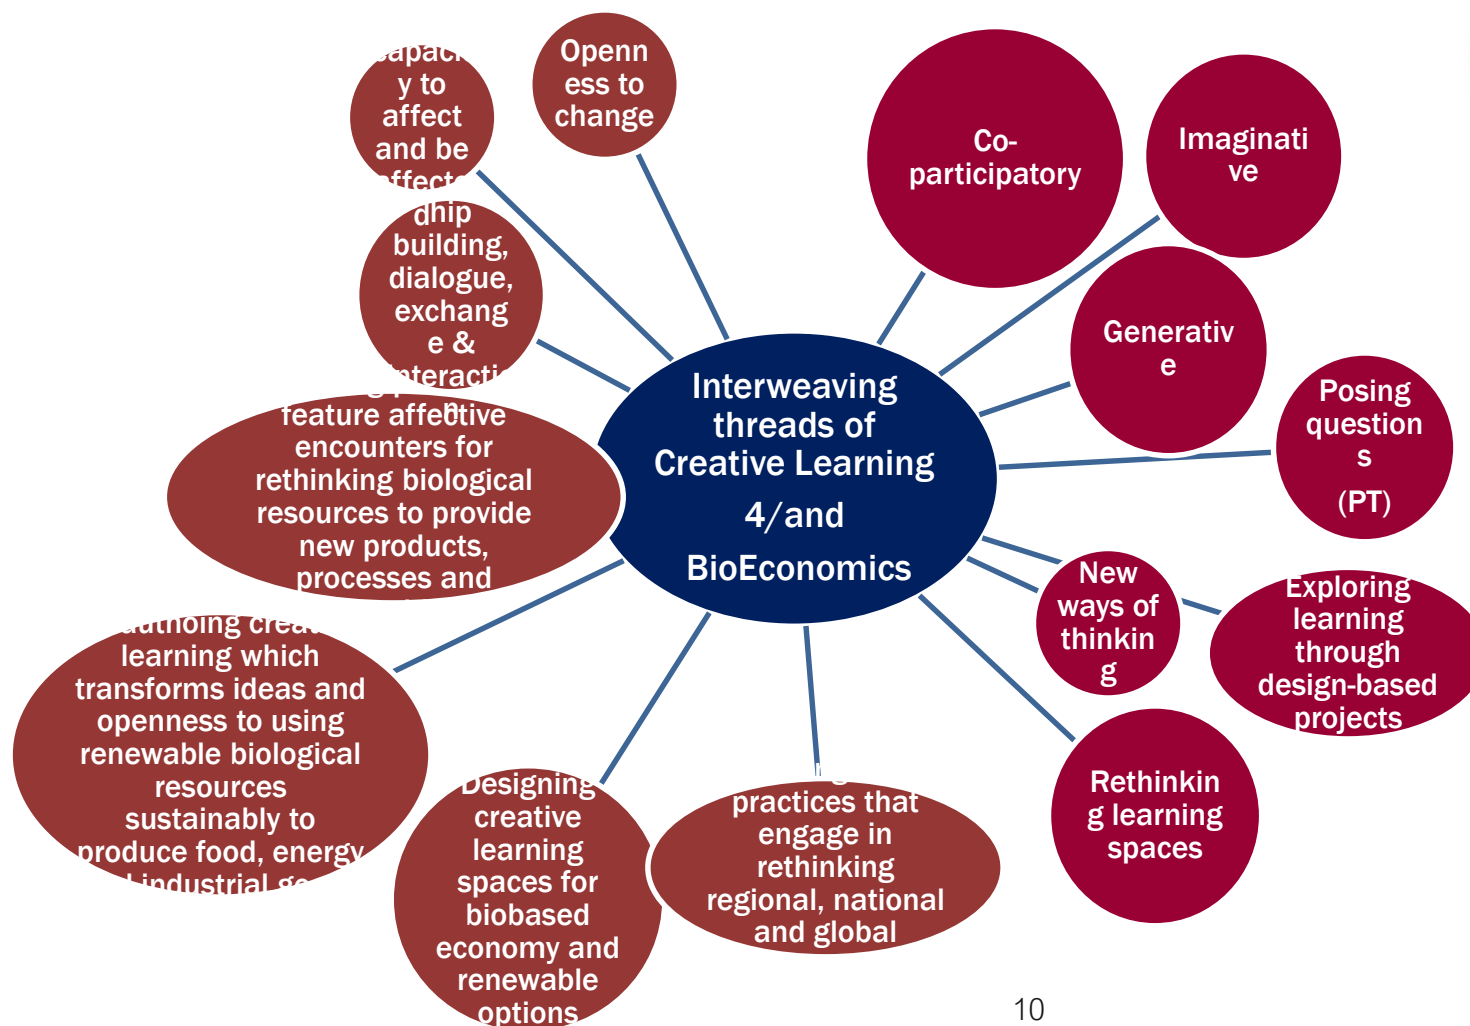 y to
affect
and be
Openn
ess to
change
Co-
participatory
Imaginati
ve
building,
dialogue,
exchang
e &
Generativ
e
Interweaving
threads of
Creative Learning
4/and
BioEconomics
Posing
question
s
(PT)
feature affective
encounters for
rethinking biological
resources to provide
new products,
processes and
New
ways of
thinkin
g
Exploring
learning
through
design-based
projects
learning which
transforms ideas and
openness to using
renewable biological
resources
sustainably to
produce food, energy
industrial
Designing
creative
learning
spaces for
biobased
economy and
renewable
options
practices that
engage in
rethinking
regional, national
and global
Rethinkin
g learning
spaces
10